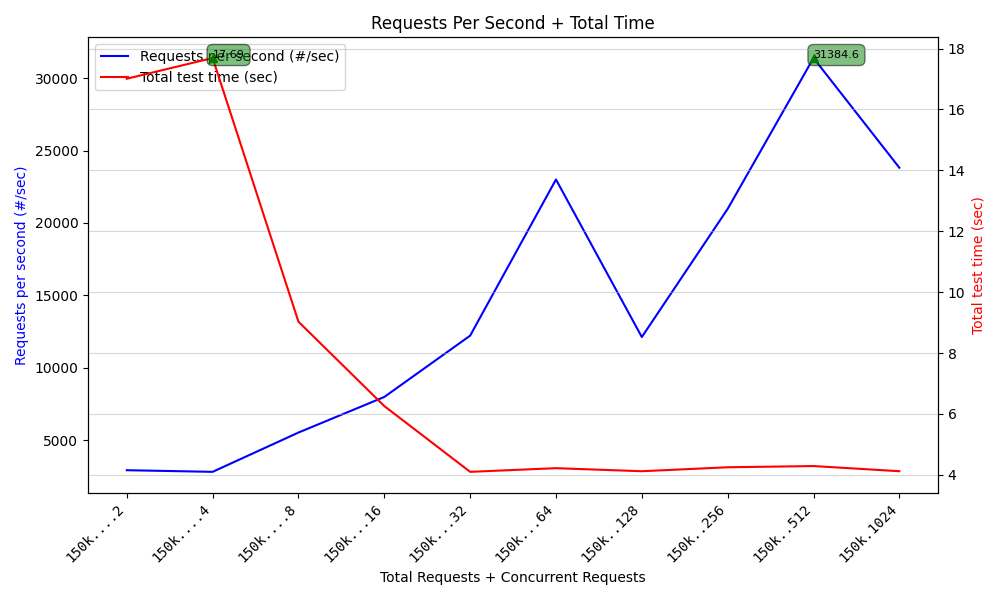 Requests Per Second + Total Time
Requests per second (#/sec)
Total test time (sec)
17.69
31384.6
30000
25000
20000
15000
10000
5000
Requests per second (#/sec)
18
16
14
12
10
8
6
4
Total test time (sec)
150k....2
150k....4
150k....8
150k...16
150k...32
150k...64
150k..128
150k..256
150k..512
150k.1024
Total Requests + Concurrent Requests